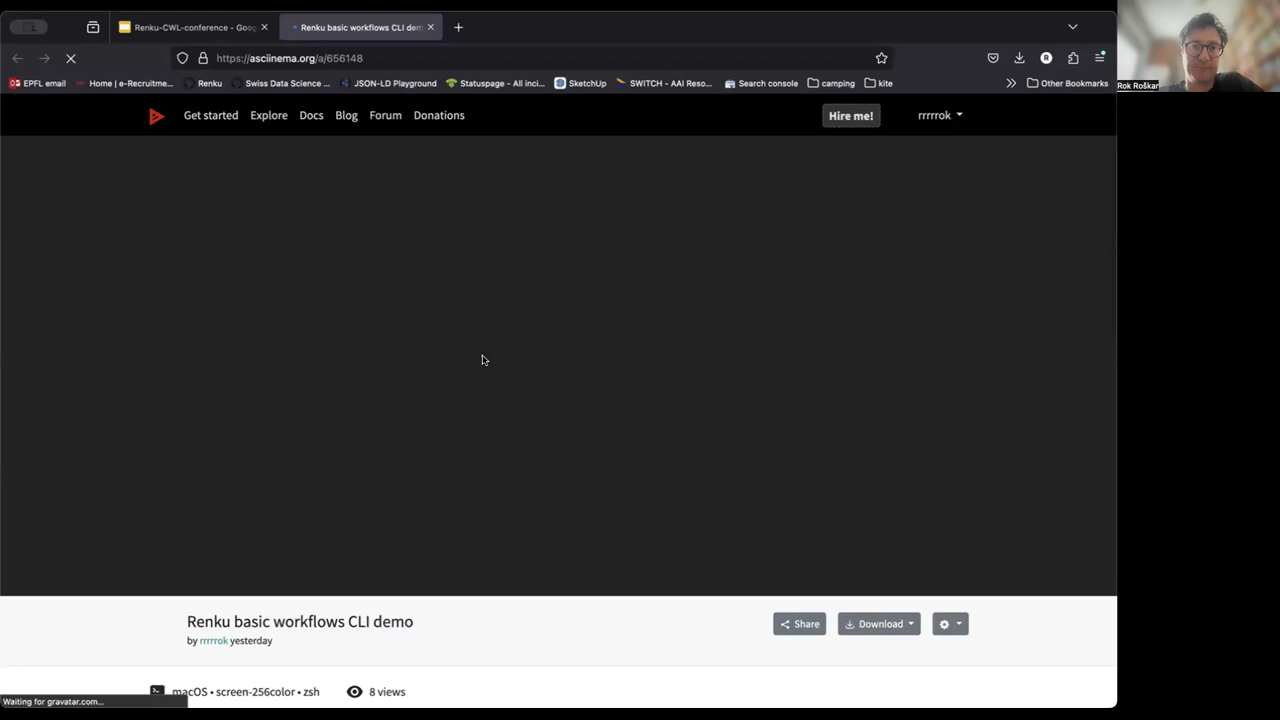 Renku-CWL-conference - Goog
Renku basic workflows CLI dem
https://asciinema.org/a/656148
EPFL email
Home | e-Recruitme...
Renku
Swiss Data Science ...
JSON-LD Playground
Statuspage - All inci...
SketchUp
SWITCH - AAI Reso...
Search console
camping
kite
Other Bookmarks
Rok Roškar
Get started
Explore
Docs
Blog
Forum
Donations
Hire me!
rrrrrok
Renku basic workflows CLI demo
by rrrrrok yesterday
Share
Download
macOS • screen-256color • zsh
8 views
Waiting for gravatar.com...